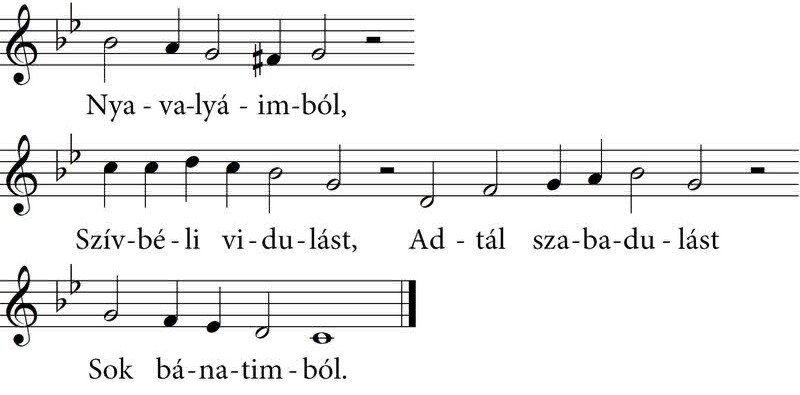 Nya - va-lyá - im-ból,
Szív-bé - li vi - du - lást, Ad - tál sza-ba-du - lást
Sok bá-na-tim - ból.